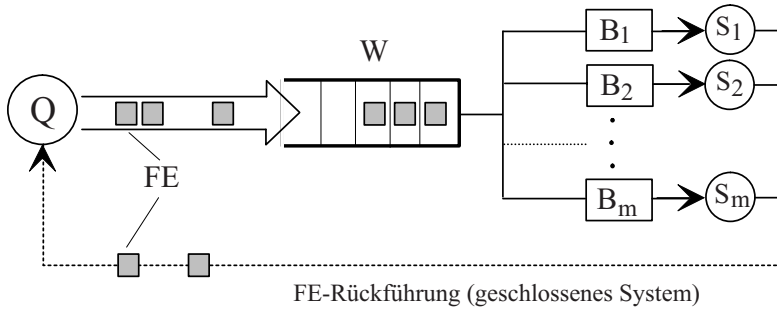 W
B1
S1
B2
S2
Q
FE
Bm
Sm
FE-Rückführung (geschlossenes System)